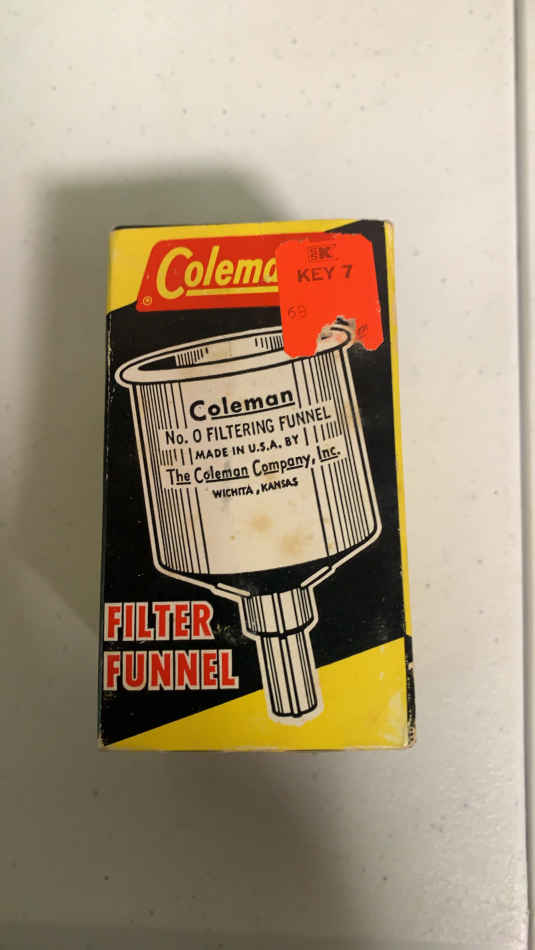 Colema
K
KEY 7
69
®
Coleman
No. 0 FILTERING FUNNEL
MADE IN U.S.A. BY
The Coleman Company, Inc.
WICHITA, KANSAS
FILTER
FUNNEL